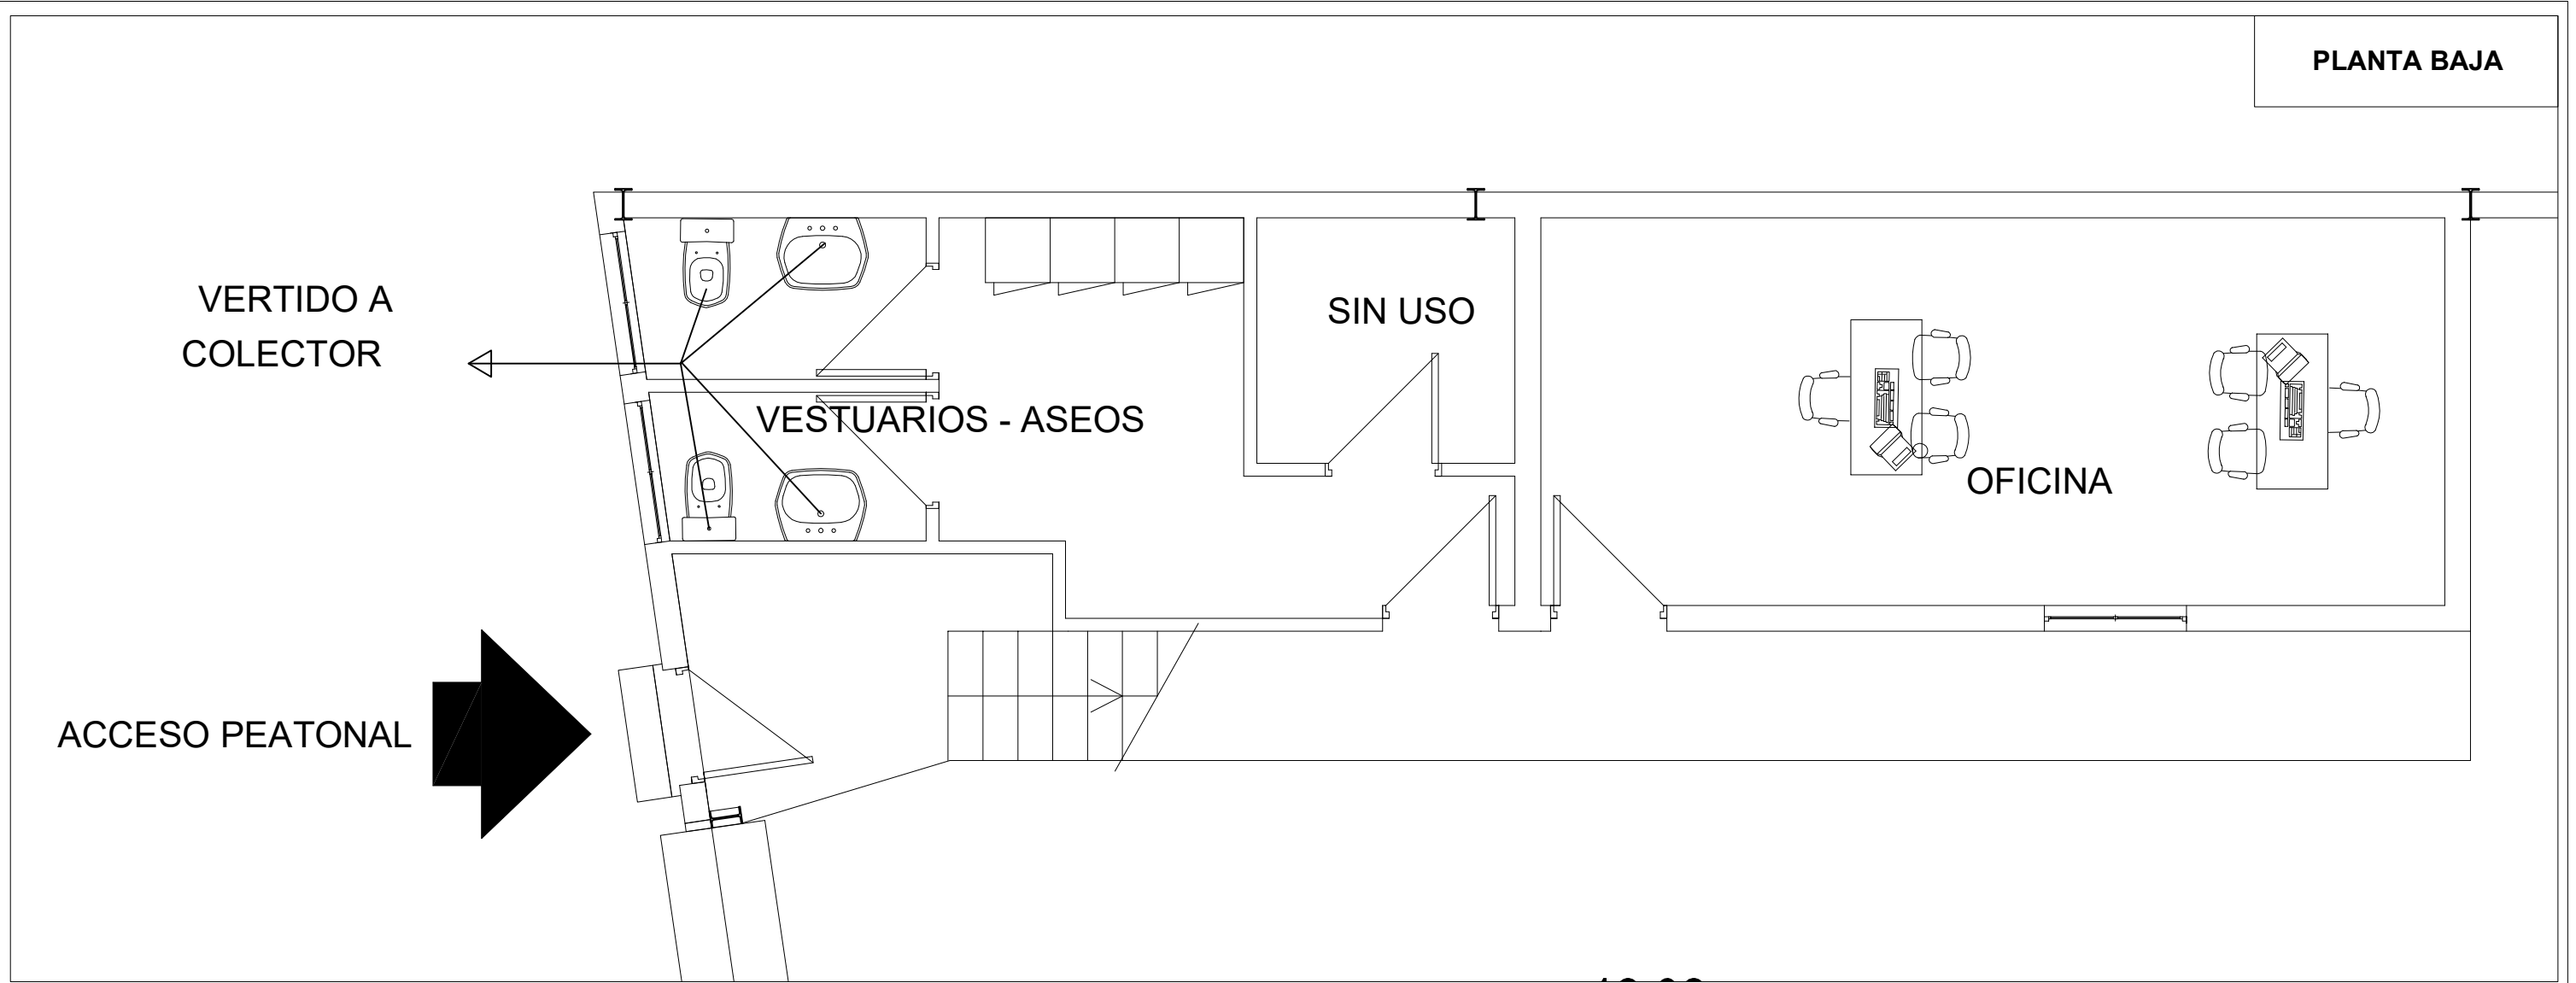 PLANTA BAJA
VERTIDO A
COLECTOR
SIN USO
VESTUARIOS - ASEOS
OFICINA
ACCESO PEATONAL